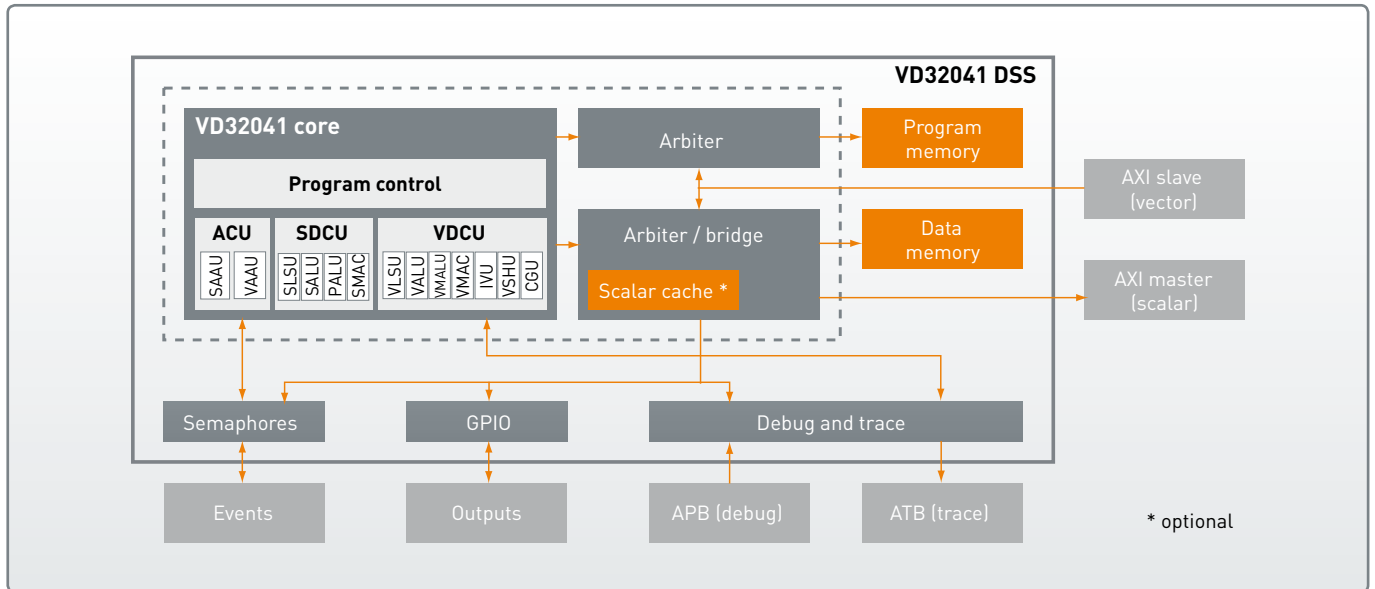 VD32041 DSS
VD32041 core
Arbiter
Program
memory
Program control
AXI slave
(vector)
ACU
SDCU
VDCU
Arbiter / bridge
Data
memory
SAAU
VAAU
SLSU
SALU
PALU
SMAC
VLSU
VALU
VMALU
VMAC
IVU
VSHU
CGU
Scalar cache *
AXI master
(scalar)
Semaphores
GPIO
Debug and trace
Events
Outputs
APB (debug)
ATB (trace)
* optional